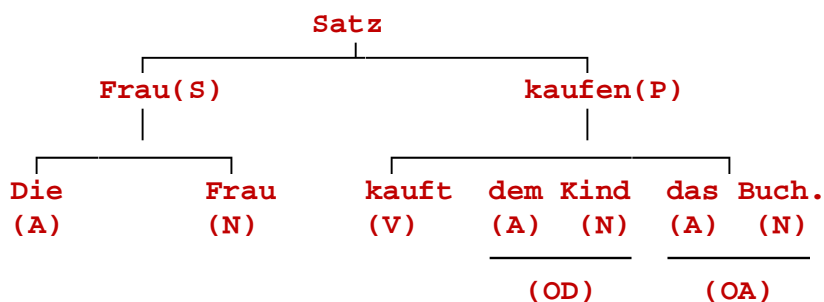 Satz
Frau(S) kaufen(P)
Die Frau kauft dem Kind das Buch.
(A) (N) (V) (A) (N) (A) (N)
(OD) (OA)